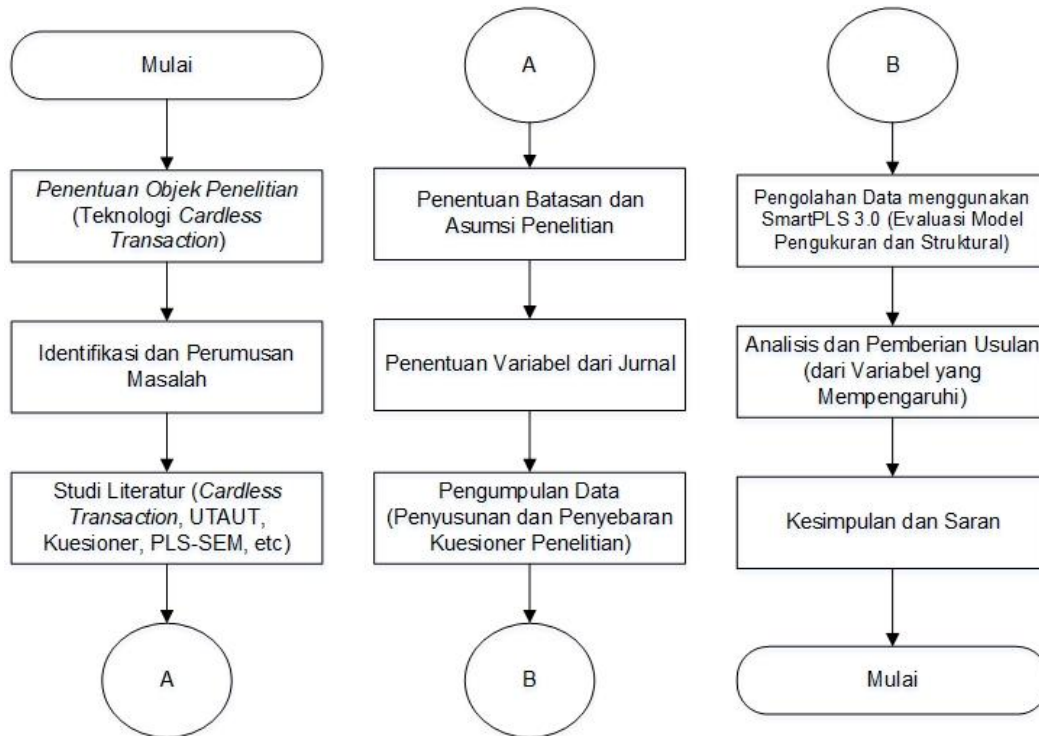 Mulai
Penentuan Objek Penelitian
(Teknologi Cardless
Transaction)
Identifikasi dan Perumusan
Masalah
Studi Literatur (Cardless
Transaction, UTAUT,
Kuesioner, PLS-SEM, etc)
A
A
Penentuan Batasan dan
Asumsi Penelitian
Penentuan Variabel dari Jurnal
Pengumpulan Data
(Penyusunan dan Penyebaran
Kuesioner Penelitian)
B
B
Pengolahan Data menggunakan
SmartPLS 3.0 (Evaluasi Model
Pengukuran dan Struktural)
Analisis dan Pemberian Usulan
(dari Variabel yang
Mempengaruhi)
Kesimpulan dan Saran
Mulai